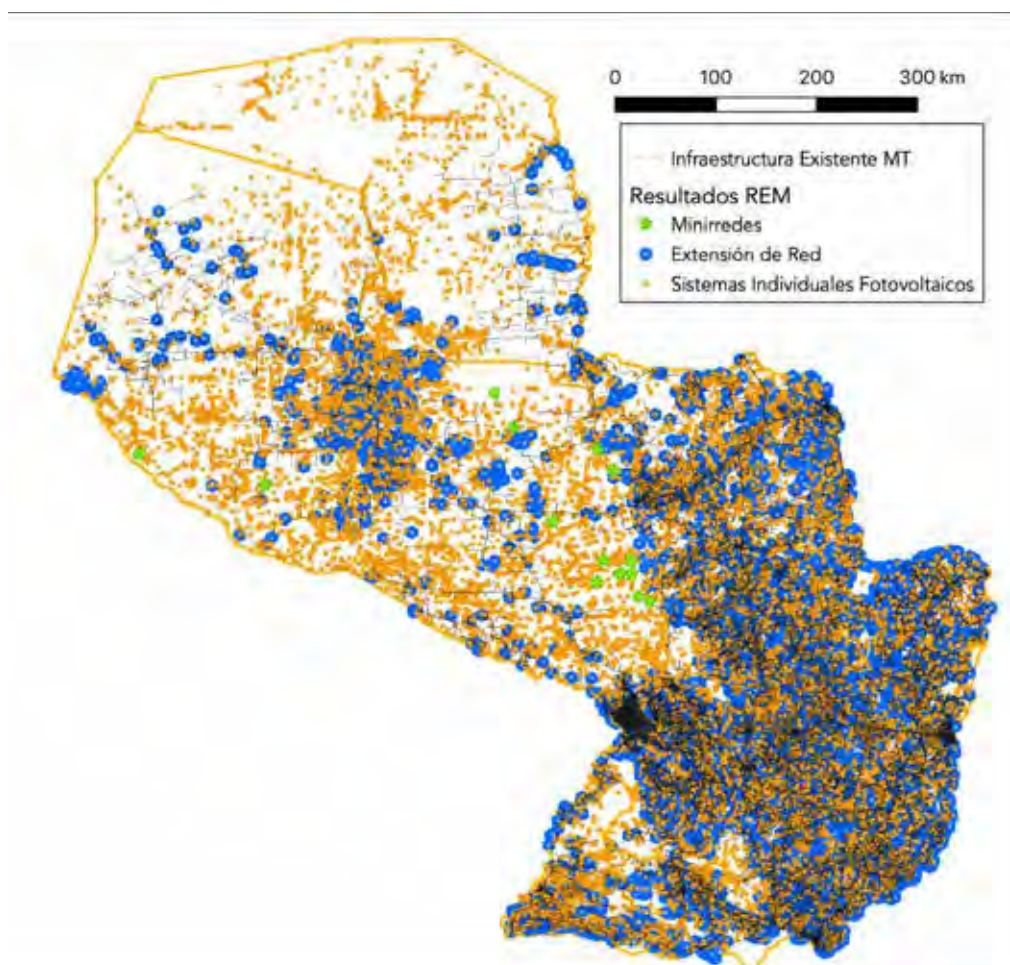 0 100 200 300 km
Infraestructura Existente MT
Resultados REM
Minirredes
Extensión de Red
Sistemas Individuales Fotovoltaicos